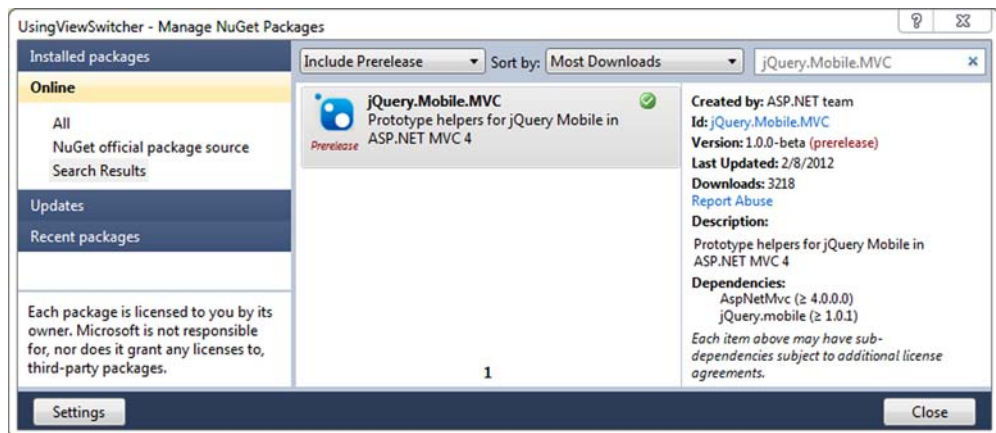 UsingViewSwitcher - Manage NuGet Packages
Installed packages
Online
All
NuGet official package source
Search Results
Updates
Recent packages
Each package is licensed to you by its
owner. Microsoft is not responsible
for, nor does it grant any licenses to,
third-party packages.
Settings
Include Prerelease
Sort by: Most Downloads
jQuery.Mobile.MVC
jQuery.Mobile.MVC
Prototype helpers for jQuery Mobile in
ASP.NET MVC 4
Prerelease
1
Created by: ASP.NET team
Id: jQuery.Mobile.MVC
Version: 1.0.0-beta (prerelease)
Last Updated: 2/8/2012
Downloads: 3218
Report Abuse
Description:
Prototype helpers for jQuery Mobile in
ASP.NET MVC 4
Dependencies:
AspNetMvc (≥ 4.0.0.0)
jQuery.mobile (≥ 1.0.1)
Each item above may have sub-
dependencies subject to additional license
agreements.
Close